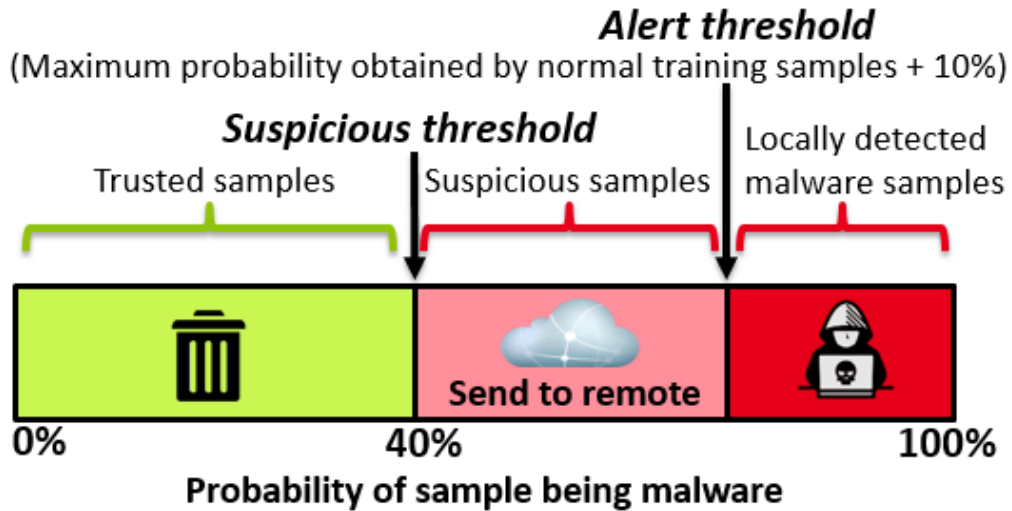 Alert threshold
(Maximum probability obtained by normal training samples + 10%)
Suspicious threshold
Locally detected
malware samples
Trusted samples
Suspicious samples
Send to remote
0%
40%
100%
Probability of sample being malware